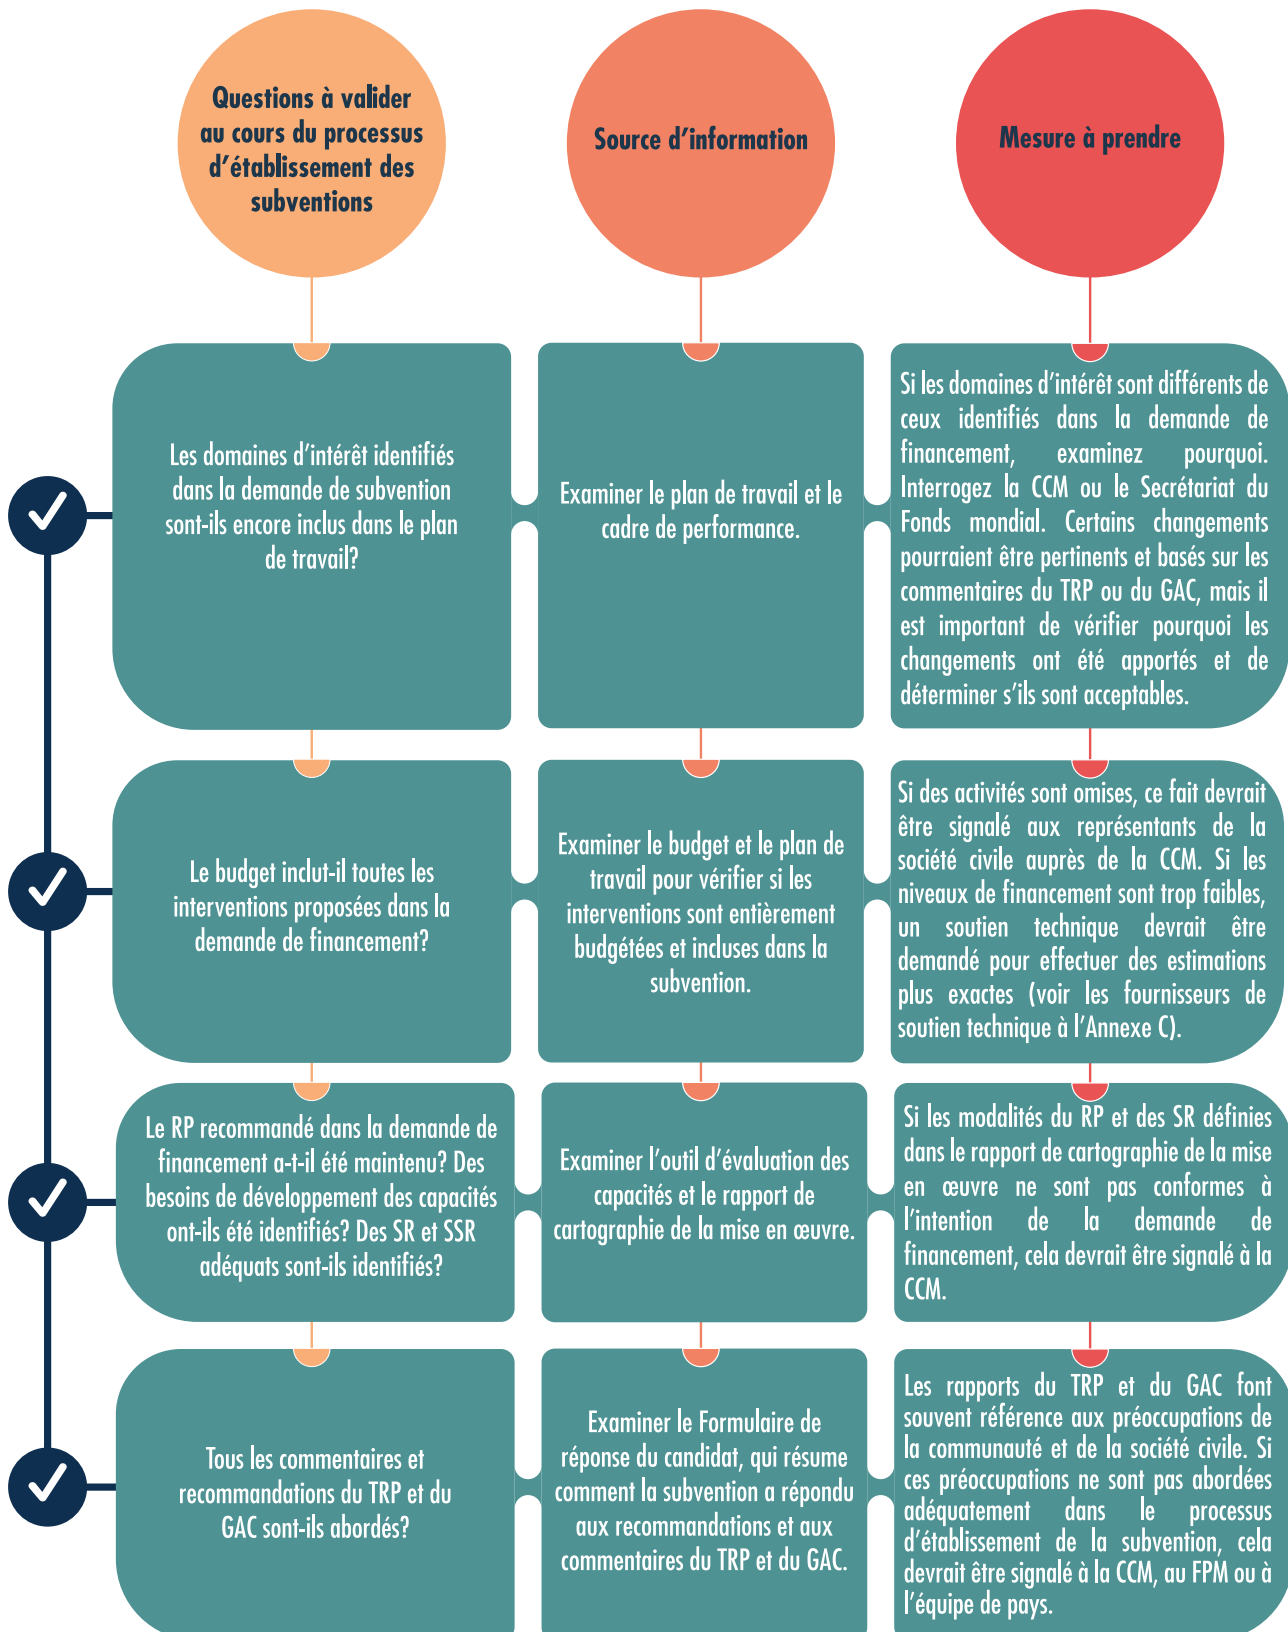 Questions à valider
au cours du processus
d'établissement des
subventions
Source d'information
Mesure à prendre
Les domaines d'intérêt identifiés
dans la demande de subvention
sont-ils encore inclus dans le plan
de travail?
Examiner le plan de travail et le
cadre de performance.
Si les domaines d'intérêt sont différents de
ceux identifiés dans la demande de
financement, examinez pourquoi.
Interrogez la CCM ou le Secrétariat du
Fonds mondial. Certains changements
pourraient être pertinents et basés sur les
commentaires du TRP ou du GAC, mais il
est important de vérifier pourquoi les
changements ont été apportés et de
déterminer s'ils sont acceptables.
Le budget inclut-il toutes les
interventions proposées dans la
demande de financement?
Examiner le budget et le plan de
travail pour vérifier si les
interventions sont entièrement
budgétées et incluses dans la
subvention.
Si des activités sont omises, ce fait devrait
être signalé aux représentants de la
société civile auprès de la CCM. Si les
niveaux de financement sont trop faibles,
un soutien technique devrait être
demandé pour effectuer des estimations
plus exactes (voir les fournisseurs de
soutien technique à l'Annexe C).
Le RP recommandé dans la demande de
financement a-t-il été maintenu? Des
besoins de développement des capacités
ont-ils été identifiés? Des SR et SSR
adéquats sont-ils identifiés?
Examiner l'outil d'évaluation des
capacités et le rapport de
cartographie de la mise en œuvre.
Si les modalités du RP et des SR définies
dans le rapport de cartographie de la mise
en œuvre ne sont pas conformes à
l'intention de la demande de
financement, cela devrait être signalé à la
CCM.
Tous les commentaires et
recommandations du TRP et du
GAC sont-ils abordés?
Examiner le Formulaire de
réponse du candidat, qui résume
comment la subvention a répondu
aux recommandations et aux
commentaires du TRP et du GAC.
Les rapports du TRP et du GAC font
souvent référence aux préoccupations de
la communauté et de la société civile. Si
ces préoccupations ne sont pas abordées
adéquatement dans le processus
d'établissement de la subvention, cela
devrait être signalé à la CCM, au FPM ou à
l'équipe de pays.